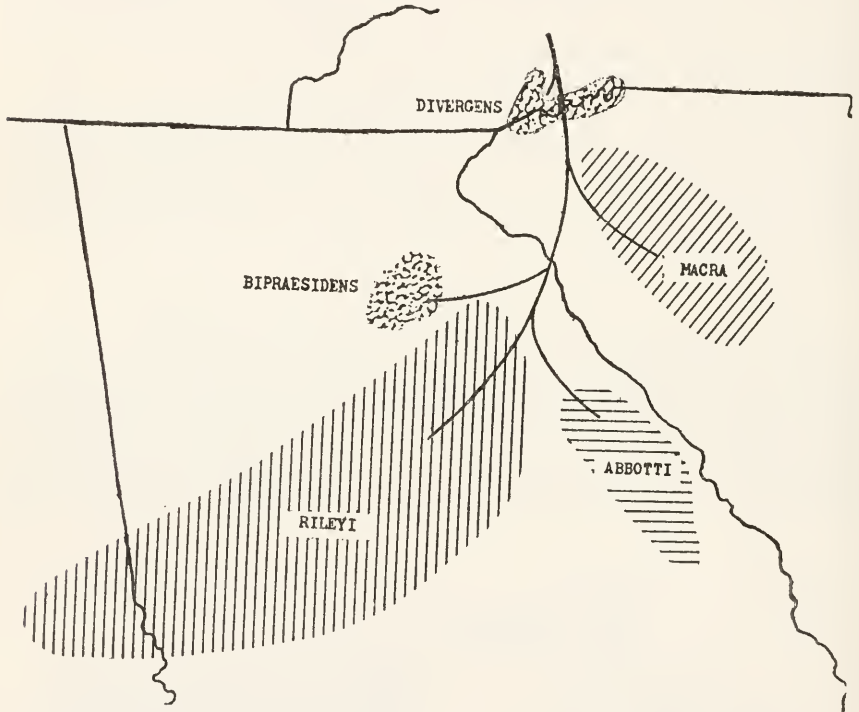 DIVERGENS
MACRA
BIPRAESIDENS
ABBOTTI
RILEYI